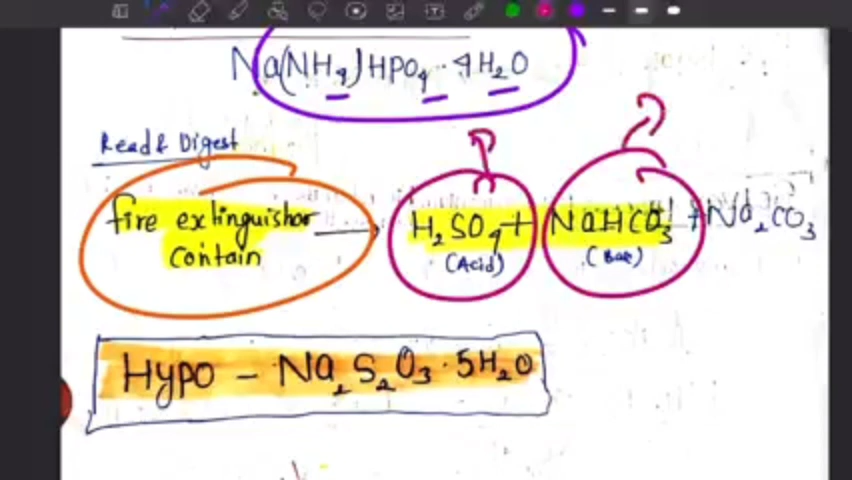 Na(NH₄)HPO₄·4H₂O
Read & Digest
fire extinguisher → H₂SO₄ + NaHCO₃ + Na₂CO₃
contain (Acid) (Base)
Hypo – Na₂S₂O₃·5H₂O